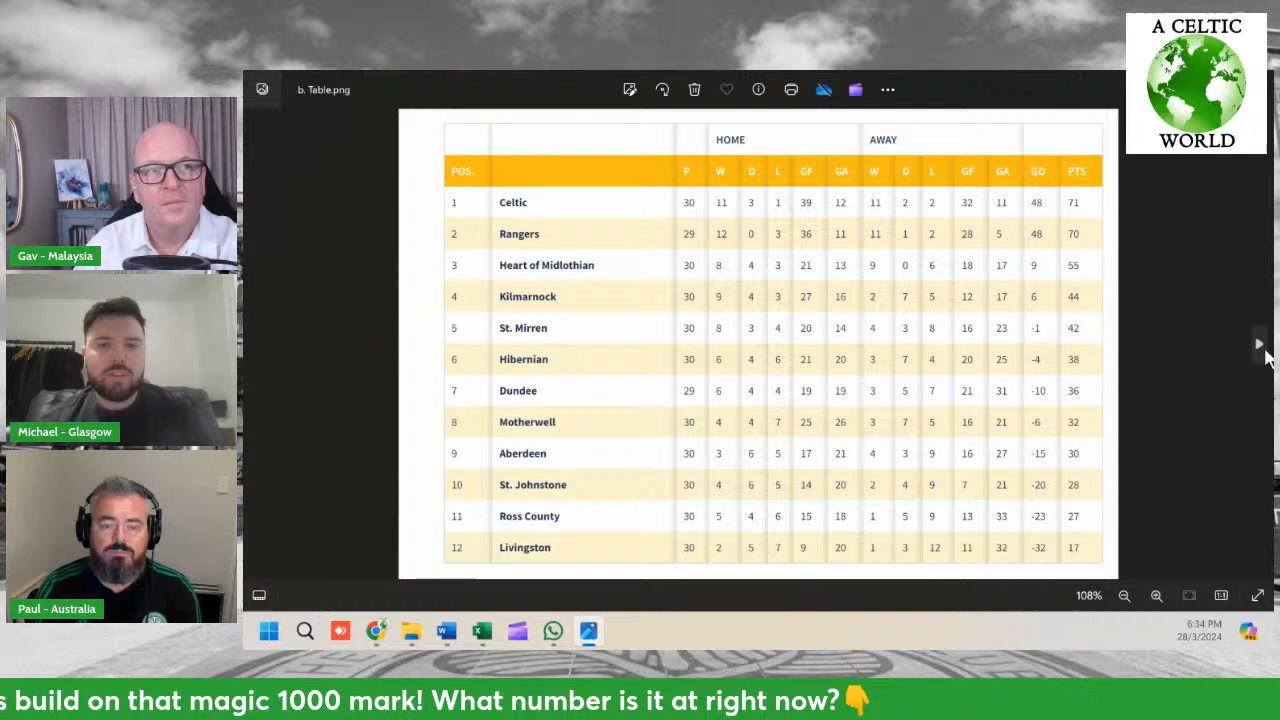 A CELTIC
WORLD
b. Table.png
HOME AWAY
POS. P W D L GF GA W D L GF GA GD PTS
1 Celtic 30 11 3 1 39 12 11 2 2 32 11 48 71
2 Rangers 29 12 0 3 36 11 11 1 2 28 5 48 70
3 Heart of Midlothian 30 8 4 3 21 13 9 0 6 18 17 9 55
4 Kilmarnock 30 9 4 3 27 16 2 7 5 12 17 6 44
5 St. Mirren 30 8 3 4 20 14 4 3 8 16 23 -1 42
6 Hibernian 30 6 4 6 21 20 3 7 4 20 25 -4 38
7 Dundee 29 6 4 4 19 19 3 5 7 21 31 -10 36
8 Motherwell 30 4 4 7 25 26 3 7 5 16 21 -6 32
9 Aberdeen 30 3 6 5 17 21 4 3 9 16 27 -15 30
10 St. Johnstone 30 4 6 5 14 20 2 4 9 7 21 -20 28
11 Ross County 30 5 4 6 15 18 1 5 9 13 33 -23 27
12 Livingston 30 2 5 7 9 20 1 3 12 11 32 -32 17
Gav - Malaysia
Michael - Glasgow
Paul - Australia
108%
6:34 PM
28/3/2024
s build on that magic 1000 mark! What number is it at right now?👇